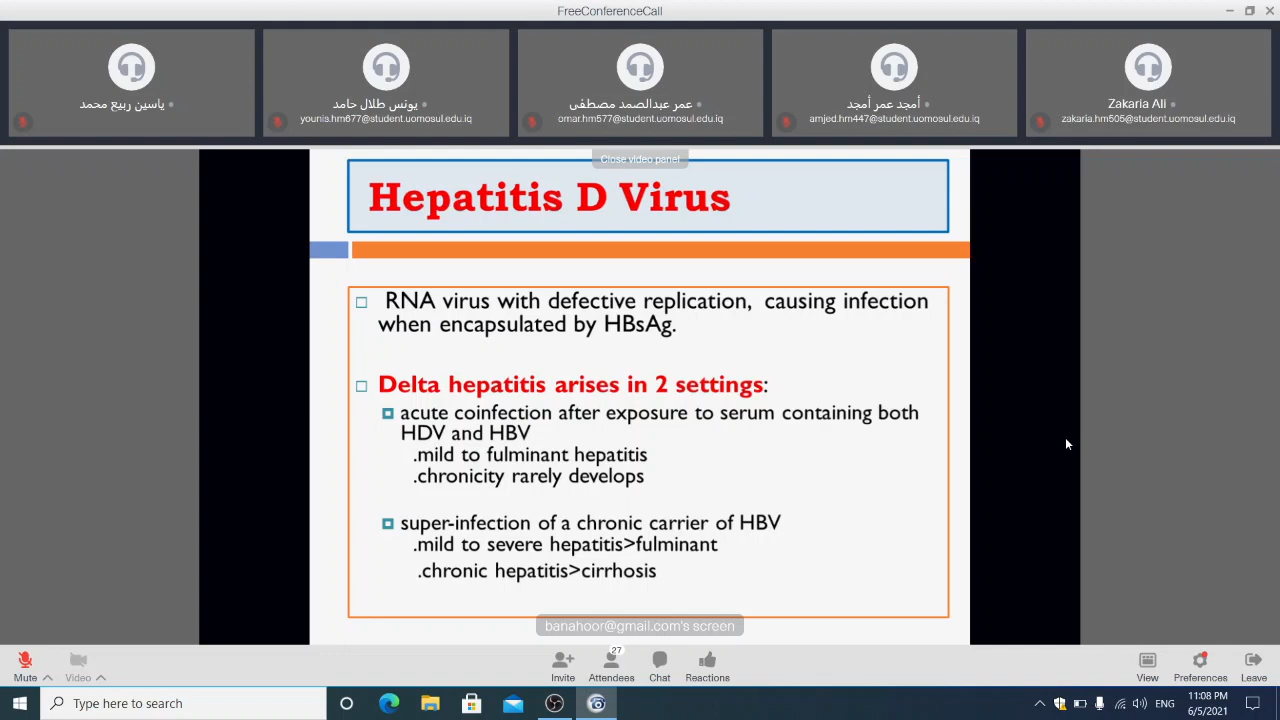 FreeConferenceCall
ياسين ربيع محمد
يونس طلال حامد
younis.hm677@student.uomosul.edu.iq
عمر عبدالصمد مصطفى
omar.hm577@student.uomosul.edu.iq
أمجد عمر أمجد
amjed.hm447@student.uomosul.edu.iq
Zakaria Ali
zakaria.hm505@student.uomosul.edu.iq
Close video panel
Hepatitis D Virus
RNA virus with defective replication, causing infection
when encapsulated by HBsAg.
Delta hepatitis arises in 2 settings:
acute coinfection after exposure to serum containing both
HDV and HBV
.mild to fulminant hepatitis
.chronicity rarely develops
super-infection of a chronic carrier of HBV
.mild to severe hepatitis>fulminant
.chronic hepatitis>cirrhosis
banahoor@gmail.com's screen
Mute
Video
Invite
27
Attendees
Chat
Reactions
View
Preferences
Leave
Type here to search
ENG
11:08 PM
6/5/2021